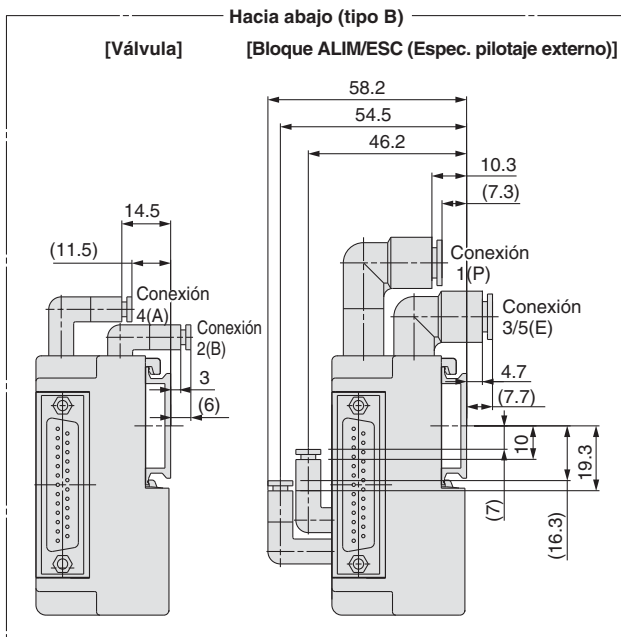 Hacia abajo (tipo B)
[Válvula]
[Bloque ALIM/ESC (Espec. pilotaje externo)]
58.2
54.5
46.2
10.3
(7.3)
14.5
(11.5)
Conexión
4(A)
Conexión
2(B)
3
(6)
Conexión
1(P)
Conexión
3/5(E)
4.7
(7.7)
10
19.3
(7)
(16.3)